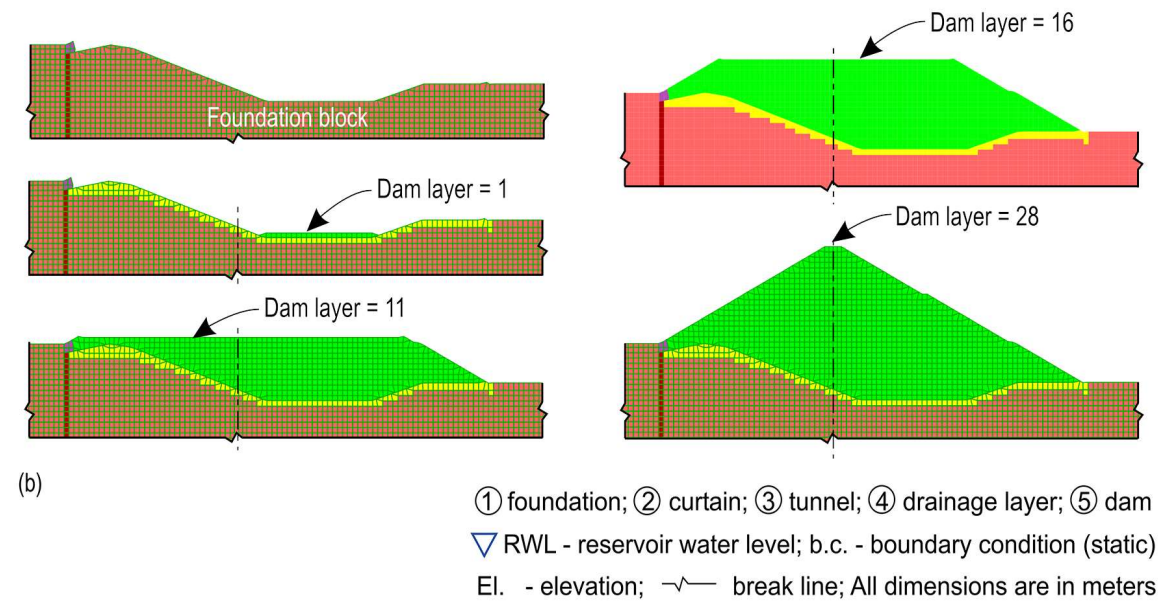 Foundation block
Dam layer = 1
Dam layer = 11
Dam layer = 16
Dam layer = 28
(b)
① foundation; ② curtain; ③ tunnel; ④ drainage layer; ⑤ dam
RWL - reservoir water level; b.c. - boundary condition (static)
El. - elevation; break line; All dimensions are in meters